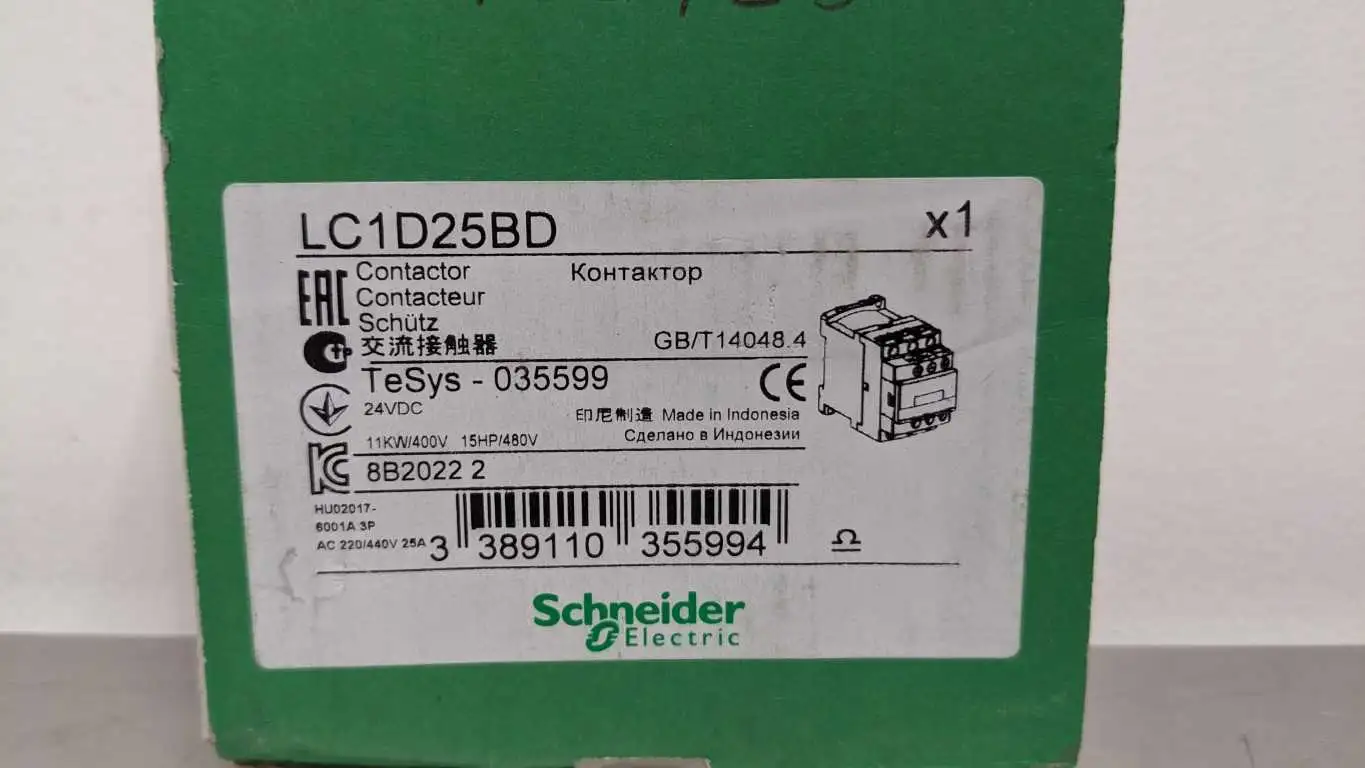 LC1D25BD x1
EAC Contactor Контактор
Contacteur
Schütz
交流接触器 GB/T14048.4
TeSys - 035599 CE
24VDC 印尼制造 Made in Indonesia
11KW/400V 15HP/480V Сделано в Индонезии
8B2022 2
HU02017-
6001A 3P
AC 220/440V 25A
3 389110 355994
Schneider
Electric